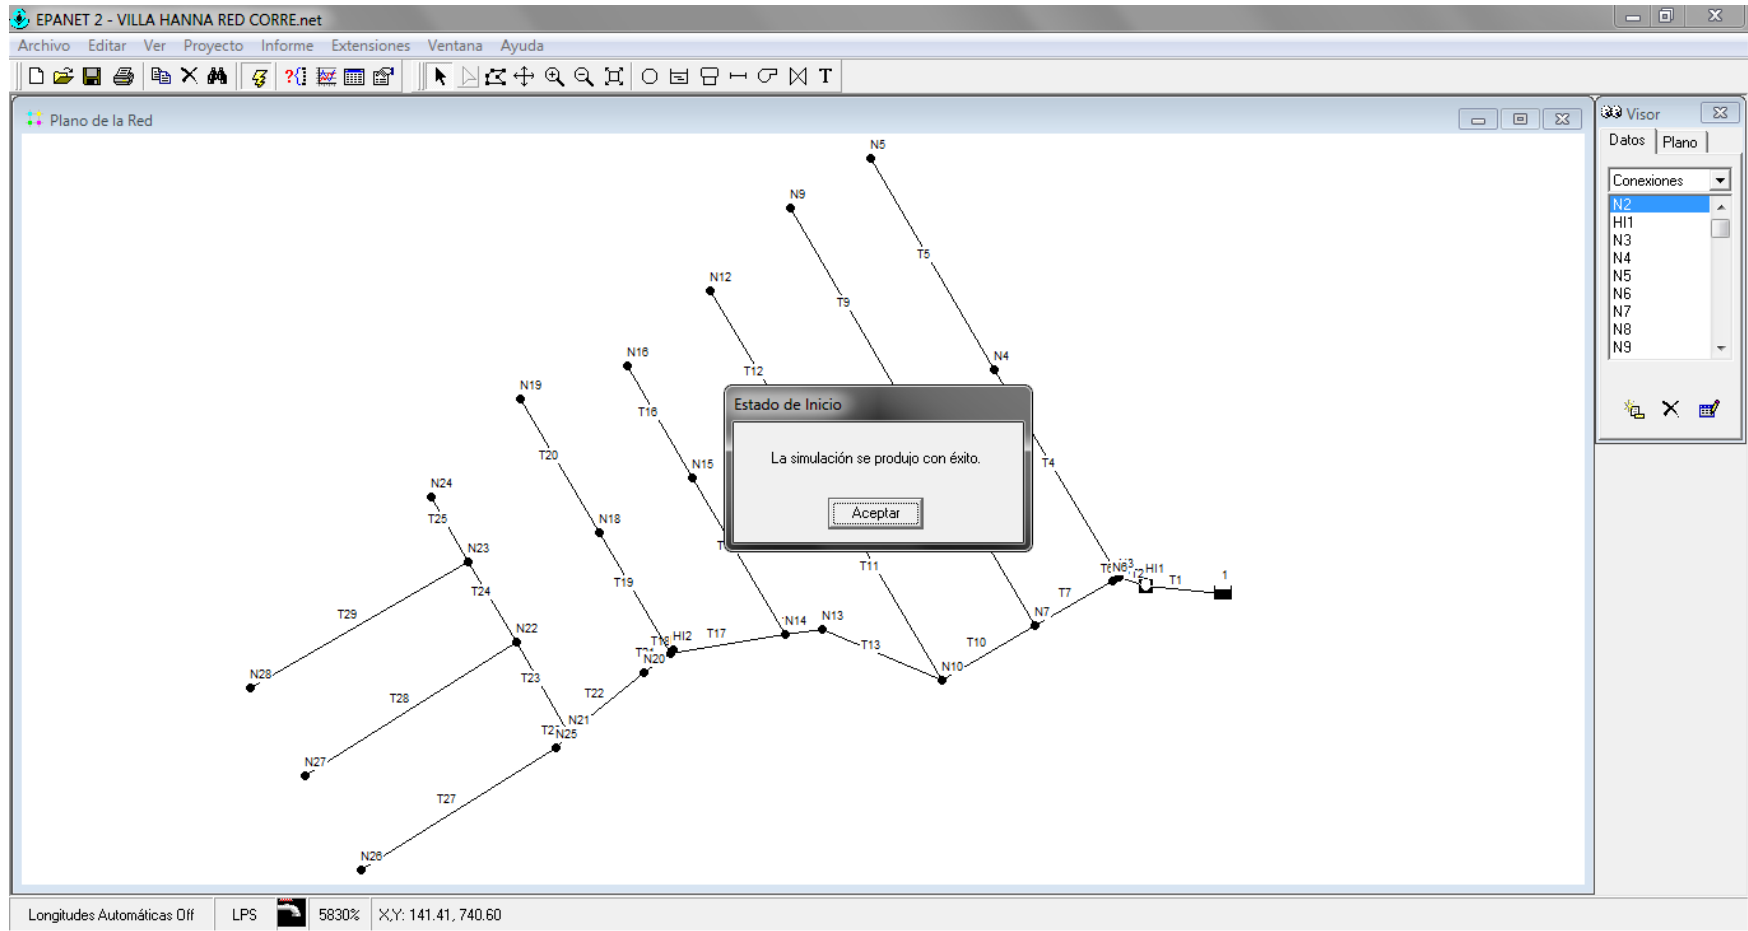 EPANET 2 - VILLA HANNA RED CORRE.net
Archivo Editar Ver Proyecto Informe Extensiones Ventana Ayuda
T
Plano de la Red
Visor
Datos Plano
Conexiones
N2
HI1
N3
N4
N5
N6
N7
N8
N9
N5
N9
T5
N12
T9
N16
N4
T12
N19
T16
Estado de Inicio
La simulación se produjo con éxito.
Aceptar
T20
N15
T4
N24
T25
N18
N23
T11
HI1
T1
1
T24
T19
T7
T29
N7
N22
N14
N13
HI2
T17
T10
T13
N20
N10
N28
T23
T28
T22
N21
N25
N27
T27
N26
Longitudes Automáticas Off LPS 5830% X,Y: 141.41, 740.60